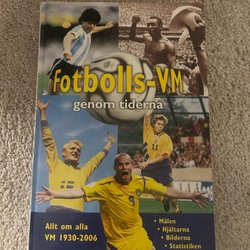 Fotbolls-VM
genom tiderna
Allt om alla
VM 1930-2006
• Målen
• Hjältarna
• Bilderna
• Statistiken